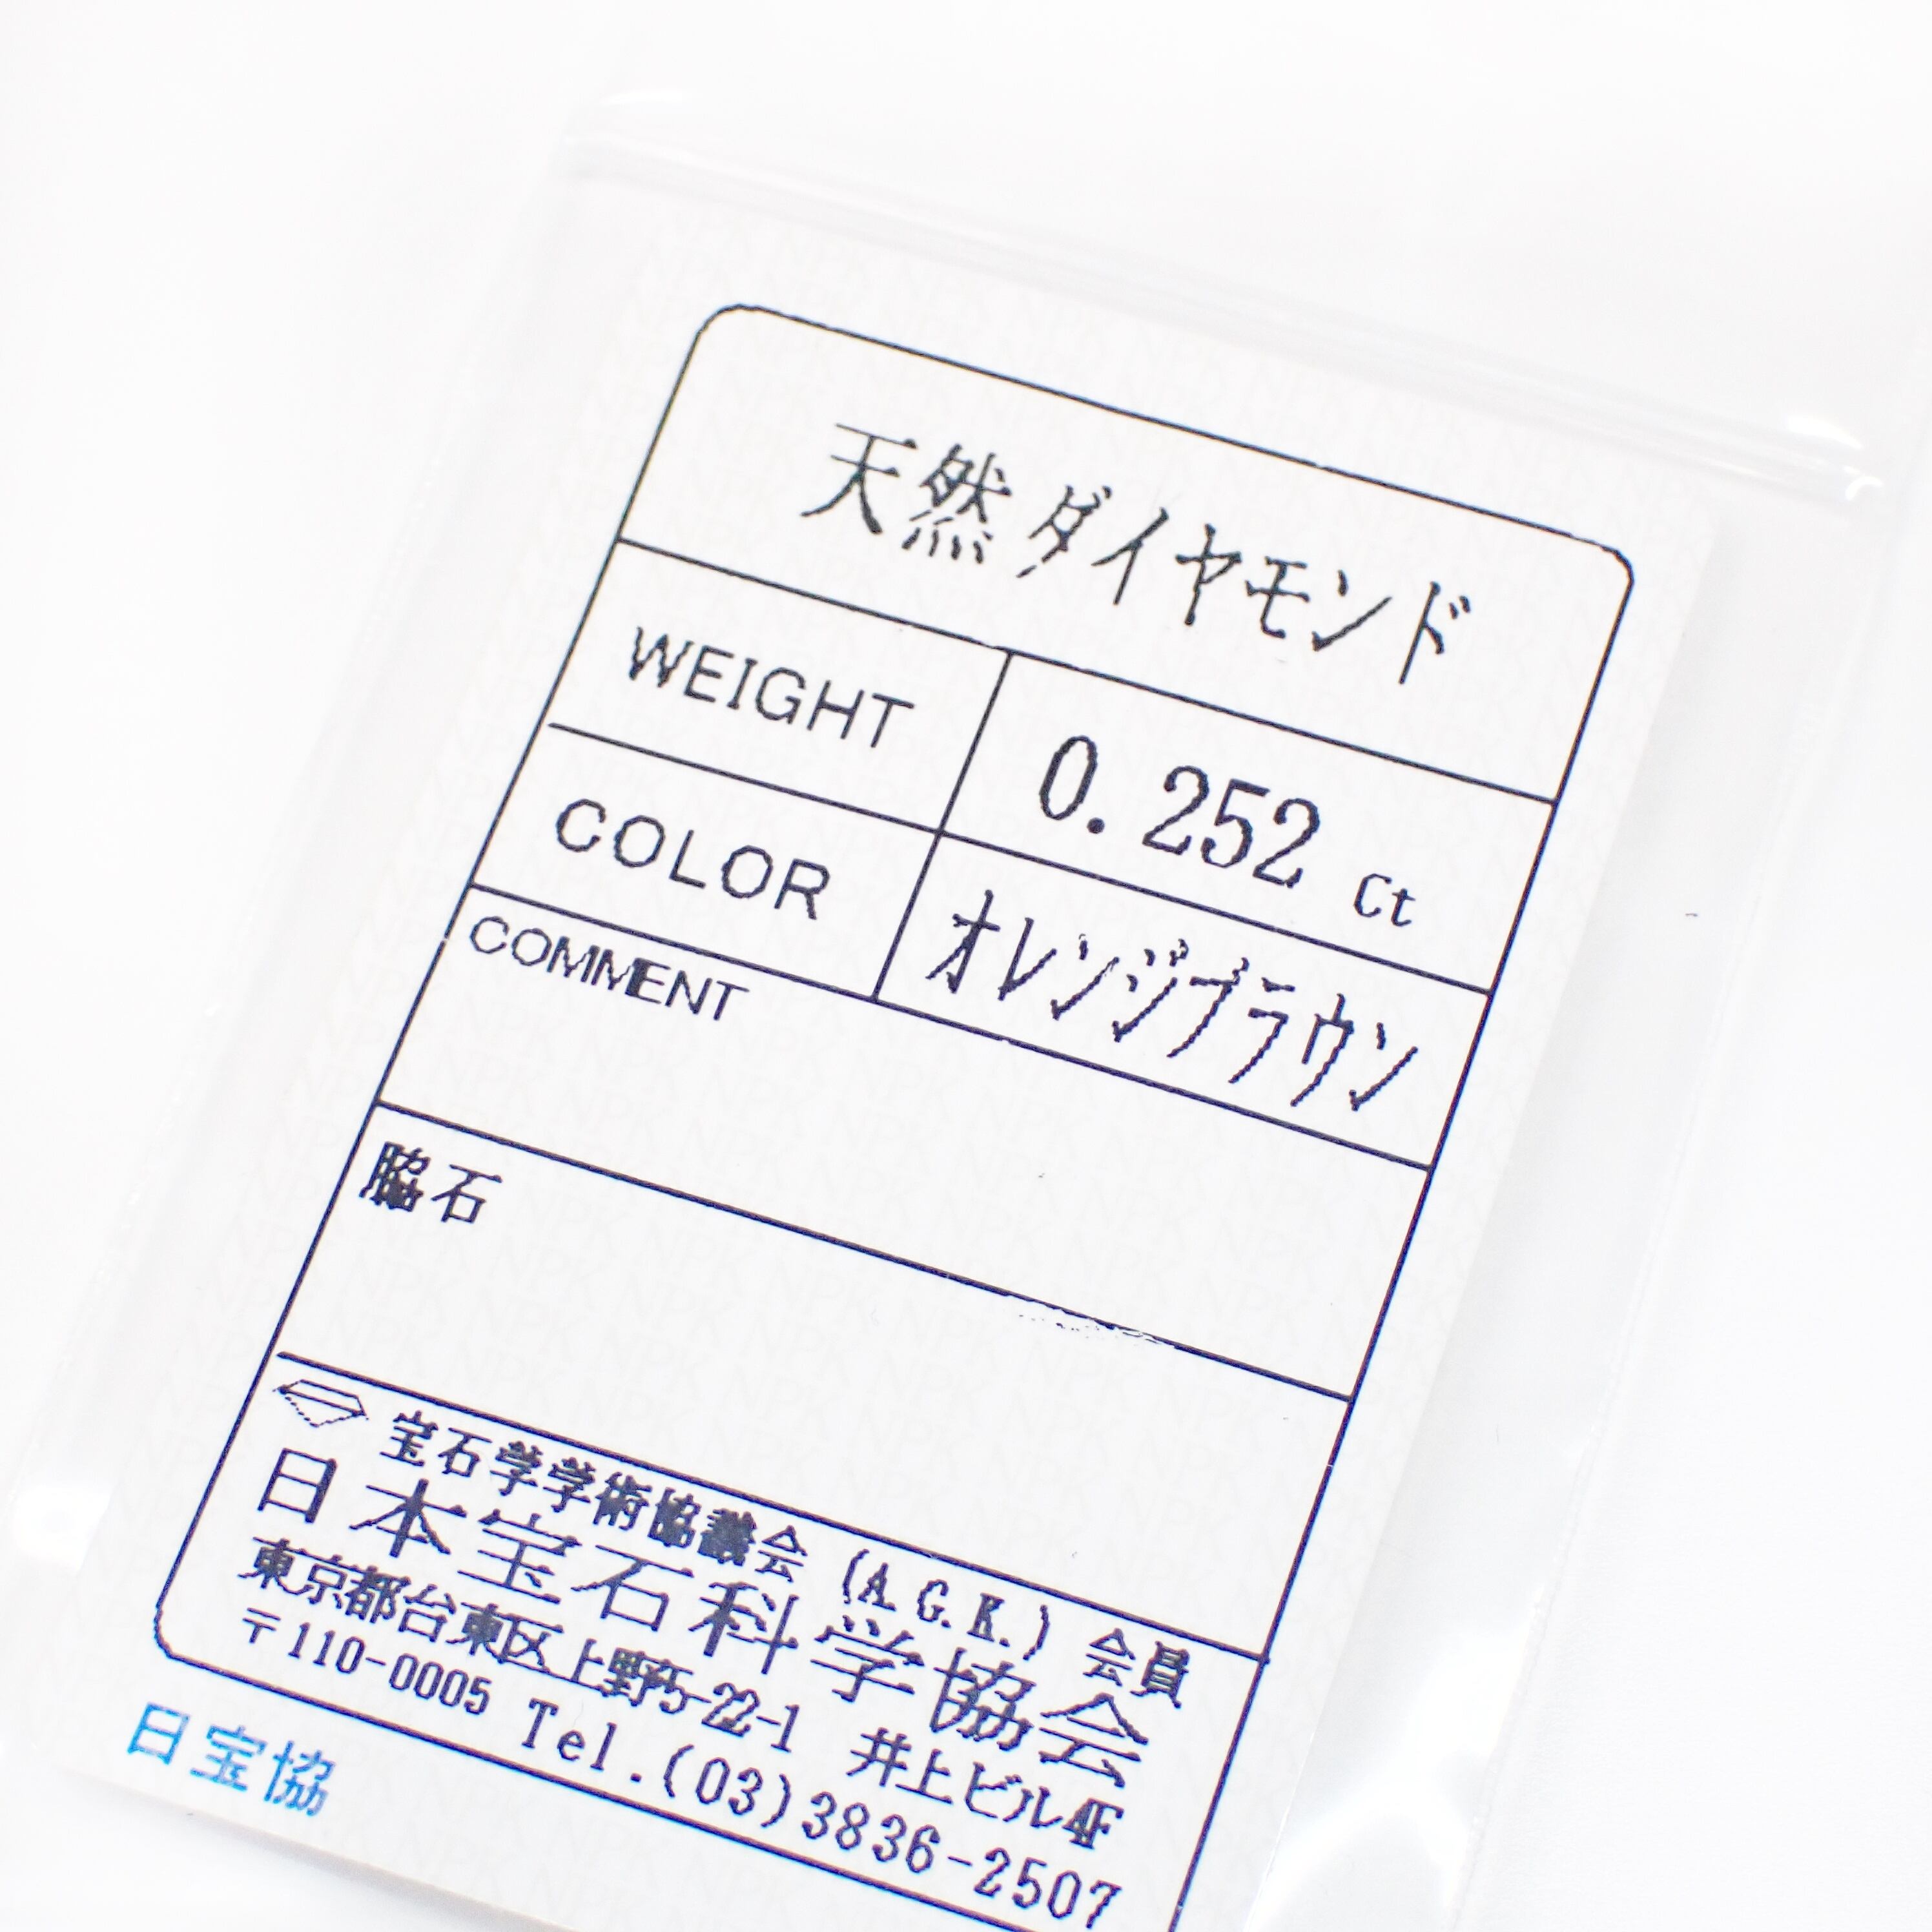 天然ダイヤモンド
WEIGHT 0.252 ct
COLOR オレンジブラウン
COMMENT
脇石
宝石学学術協議会 (A.G.K.) 会員
日本宝石科学協会
東京都台東区上野5-22-1 井上ビル4F
〒110-0005 Tel.(03)3836-2507
日宝協